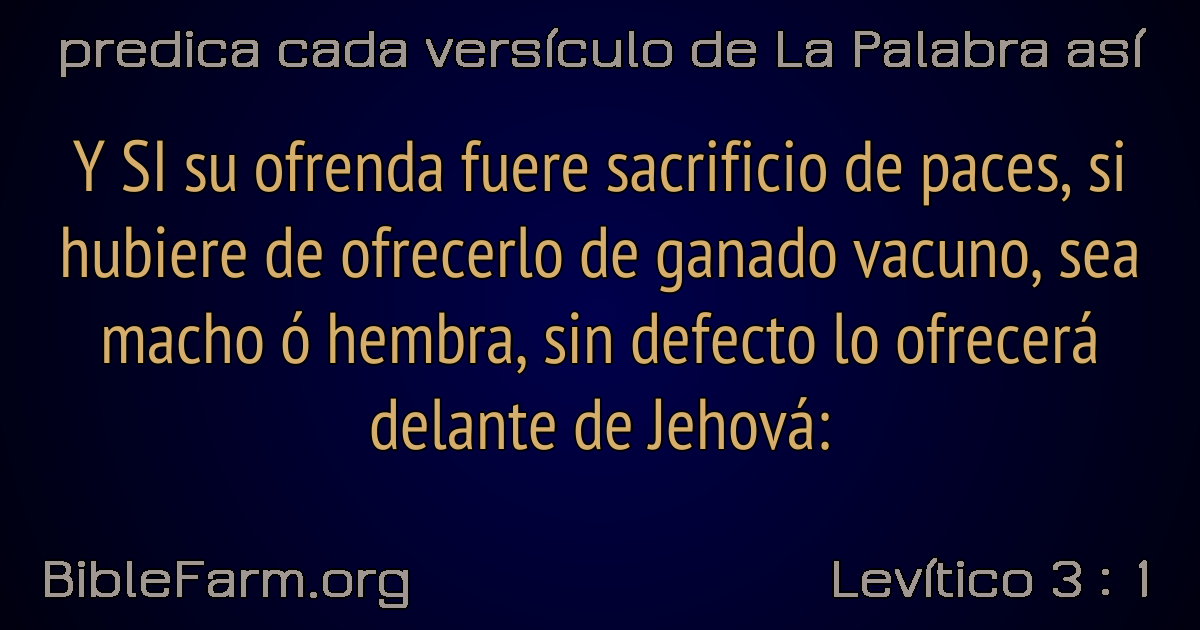 predica cada versículo de La Palabra así
Y SI su ofrenda fuere sacrificio de paces, si
hubiere de ofrecerlo de ganado vacuno, sea
macho ó hembra, sin defecto lo ofrecerá
delante de Jehová:
BibleFarm.org
Levítico 3 : 1